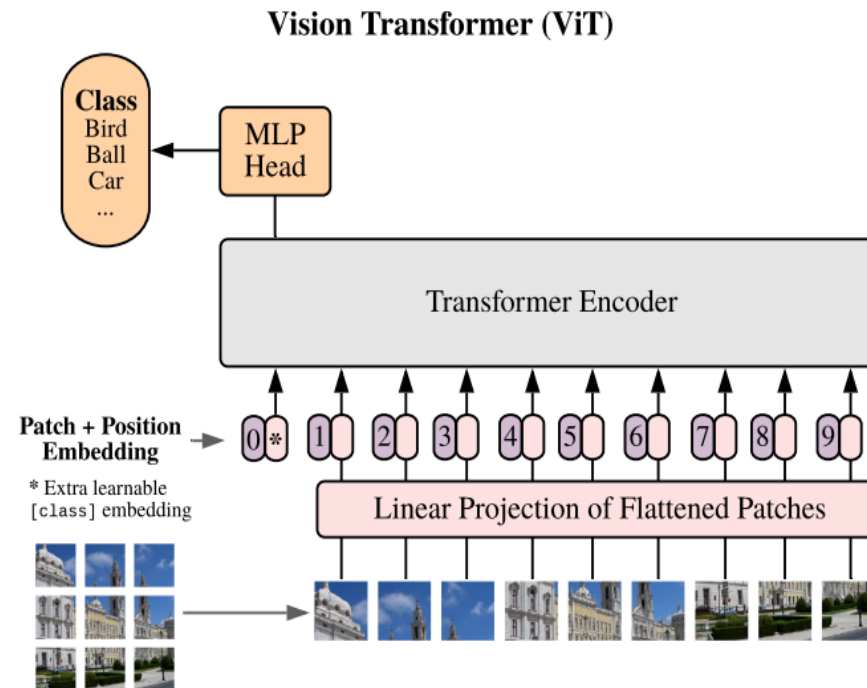 Vision Transformer (ViT)
Class
Bird
Ball
Car
...
MLP
Head
Transformer Encoder
Patch + Position
Embedding
0 * 1 2 3 4 5 6 7 8 9
* Extra learnable
[class] embedding
Linear Projection of Flattened Patches